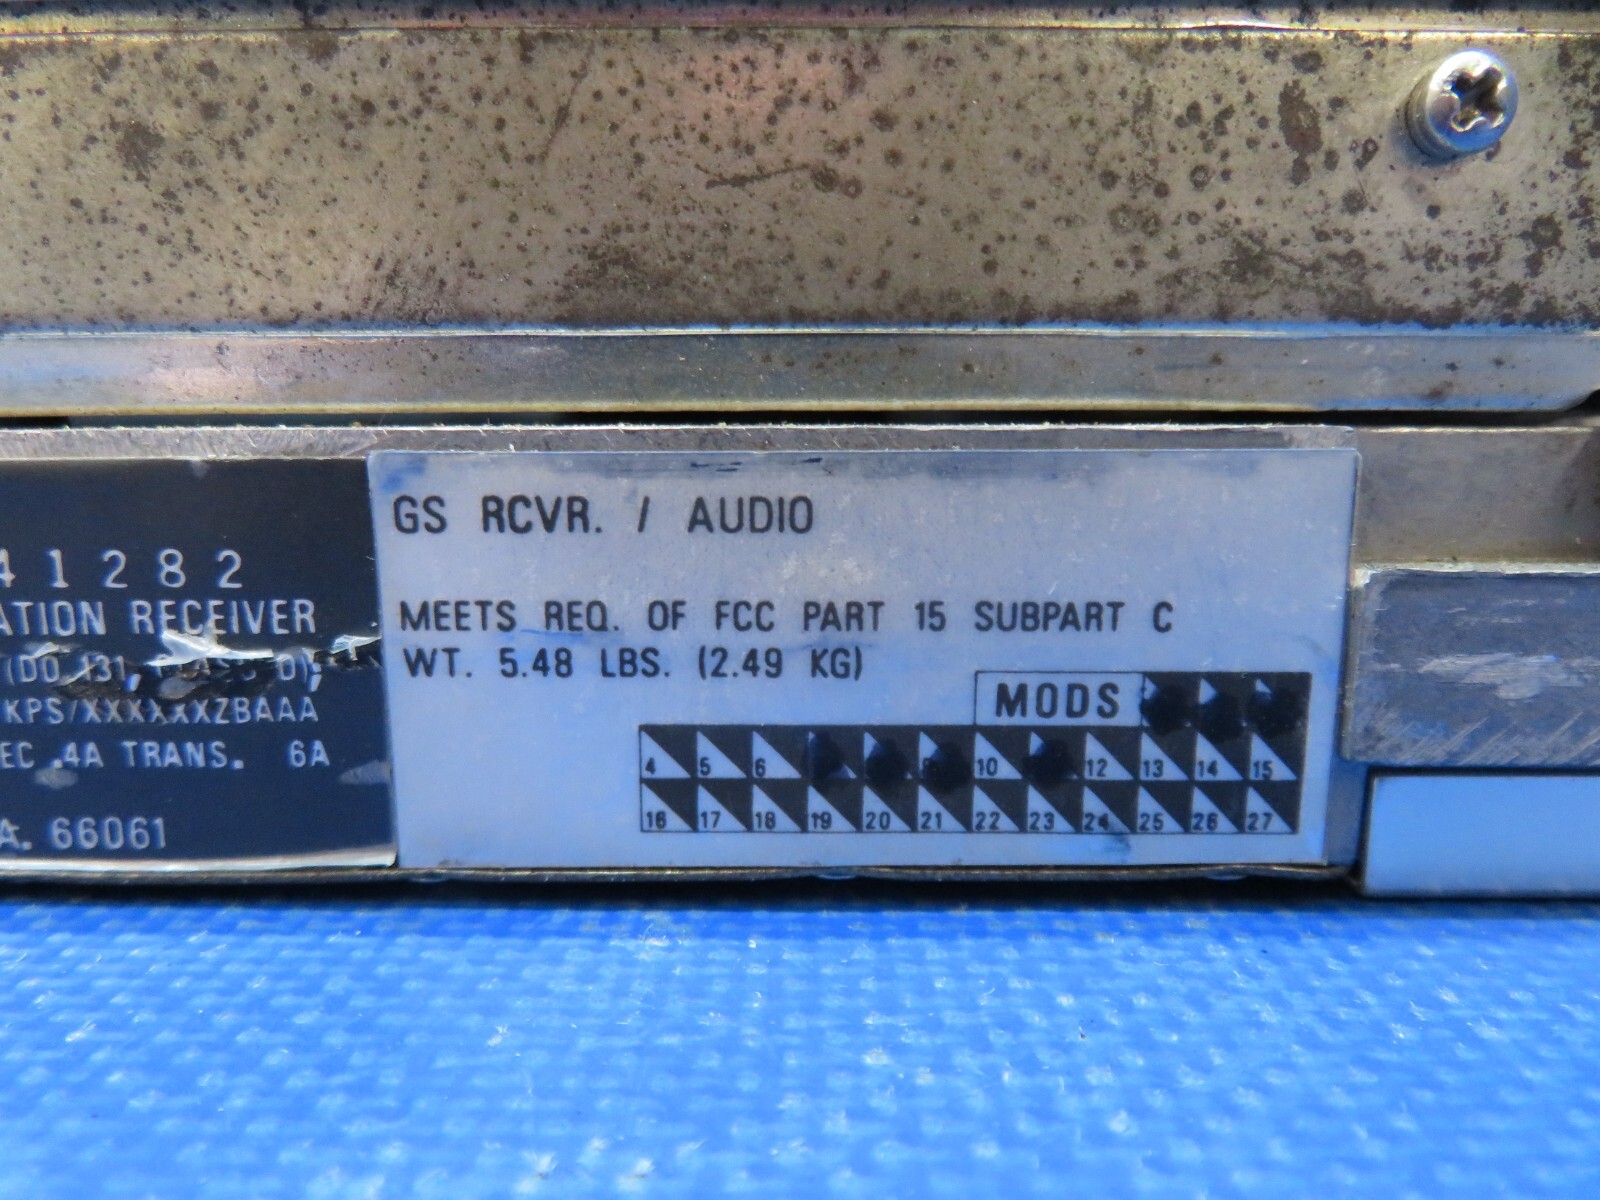 41282
ATION RECEIVER
KPS/XXXXXXXZBAAA
EC .4A TRANS. 6A
A. 66061
GS RCVR. / AUDIO
MEETS REQ. OF FCC PART 15 SUBPART C
WT. 5.48 LBS. (2.49 KG)
MODS
4 5 6 10 12 13 14 15
16 17 18 19 20 21 22 23 24 25 26 27